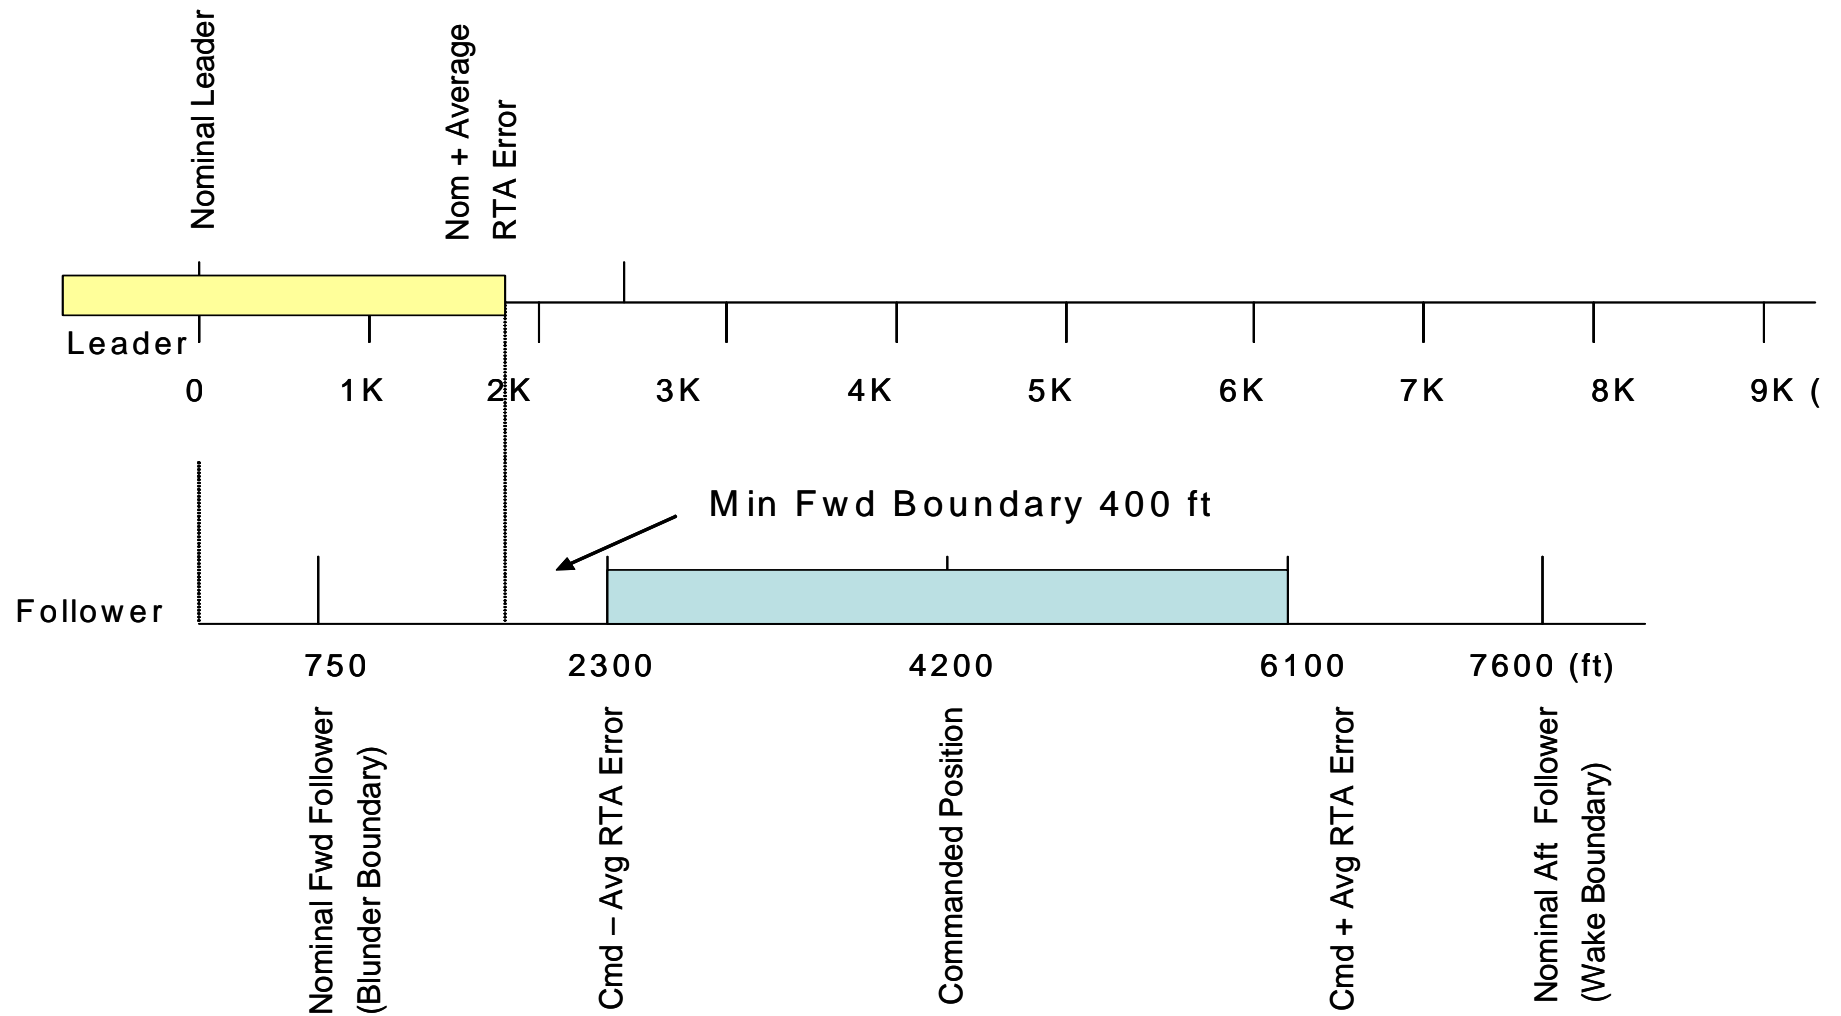 Nominal Leader
Nom + Average
RTA Error
Leader
0 1K 2K 3K 4K 5K 6K 7K 8K 9K (
Min Fwd Boundary 400 ft
Follower
750 2300 4200 6100 7600 (ft)
Nominal Fwd Follower
(Blunder Boundary)
Cmd – Avg RTA Error
Commanded Position
Cmd + Avg RTA Error
Nominal Aft Follower
(Wake Boundary)